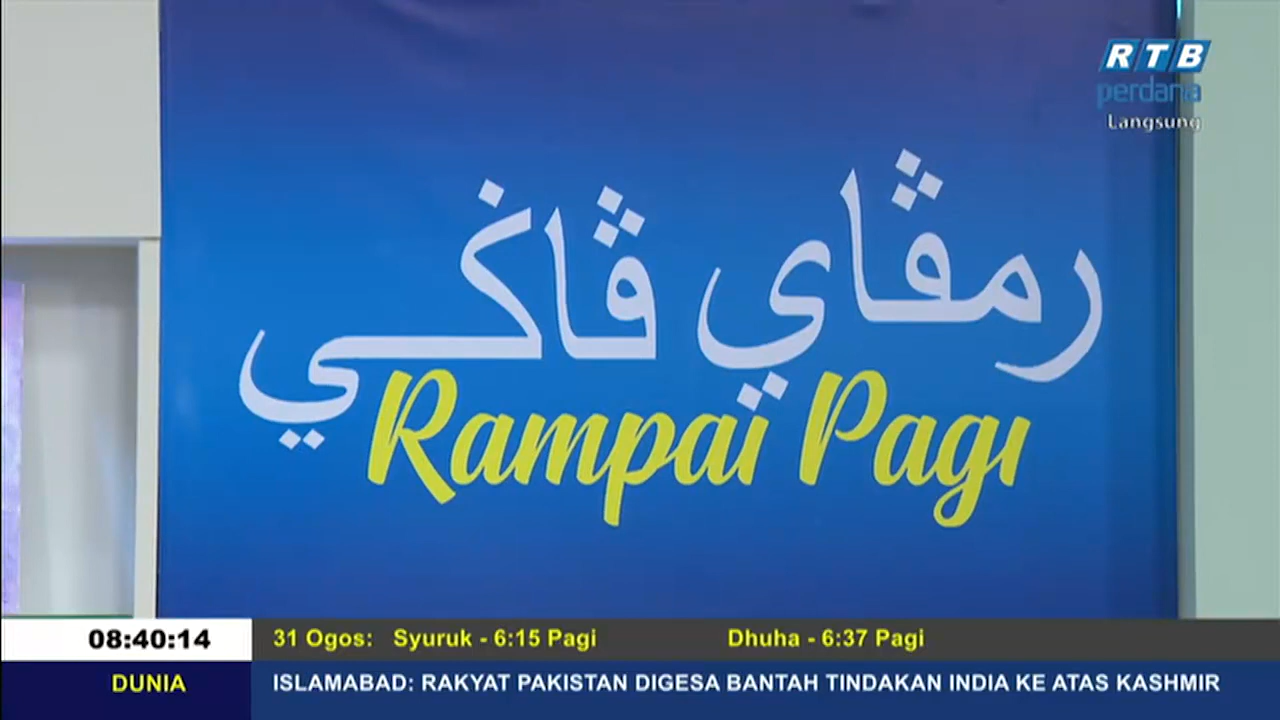 RTB
perdana
Langsung
رمڤاي ڤاݢي
Rampai Pagi
08:40:14
31 Ogos: Syuruk - 6:15 Pagi Dhuha - 6:37 Pagi
DUNIA
ISLAMABAD: RAKYAT PAKISTAN DIGESA BANTAH TINDAKAN INDIA KE ATAS KASHMIR